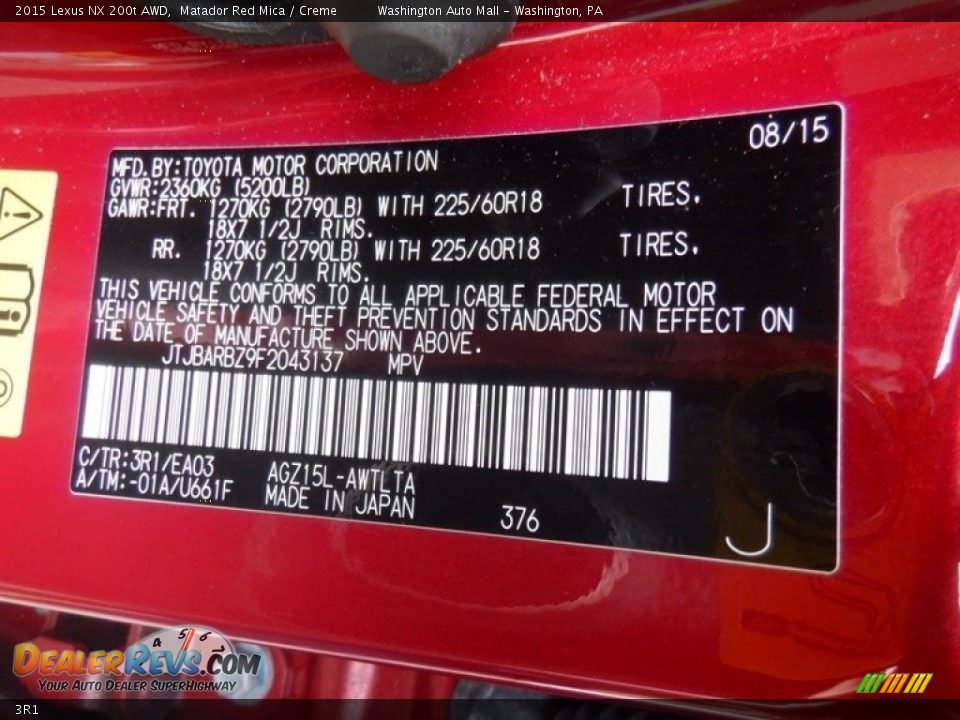 2015 Lexus NX 200t AWD, Matador Red Mica / Creme Washington Auto Mall - Washington, PA
08/15
MFD.BY:TOYOTA MOTOR CORPORATION
GVWR:2360KG (5200LB)
GAWR:FRT. 1270KG (2790LB) WITH 225/60R18 TIRES.
18X7 1/2J RIMS.
RR. 1270KG (2790LB) WITH 225/60R18 TIRES.
18X7 1/2J RIMS.
THIS VEHICLE CONFORMS TO ALL APPLICABLE FEDERAL MOTOR
VEHICLE SAFETY AND THEFT PREVENTION STANDARDS IN EFFECT ON
THE DATE OF MANUFACTURE SHOWN ABOVE.
JTJBARBZ9F2043137 MPV
C/TR:3R1/EA03 AGZ15L-AWTLTA
A/TM:-01A/U661F MADE IN JAPAN
376
J
4 5 6 7
DEALERREVS.COM
Your Auto Dealer SuperHighway
3R1